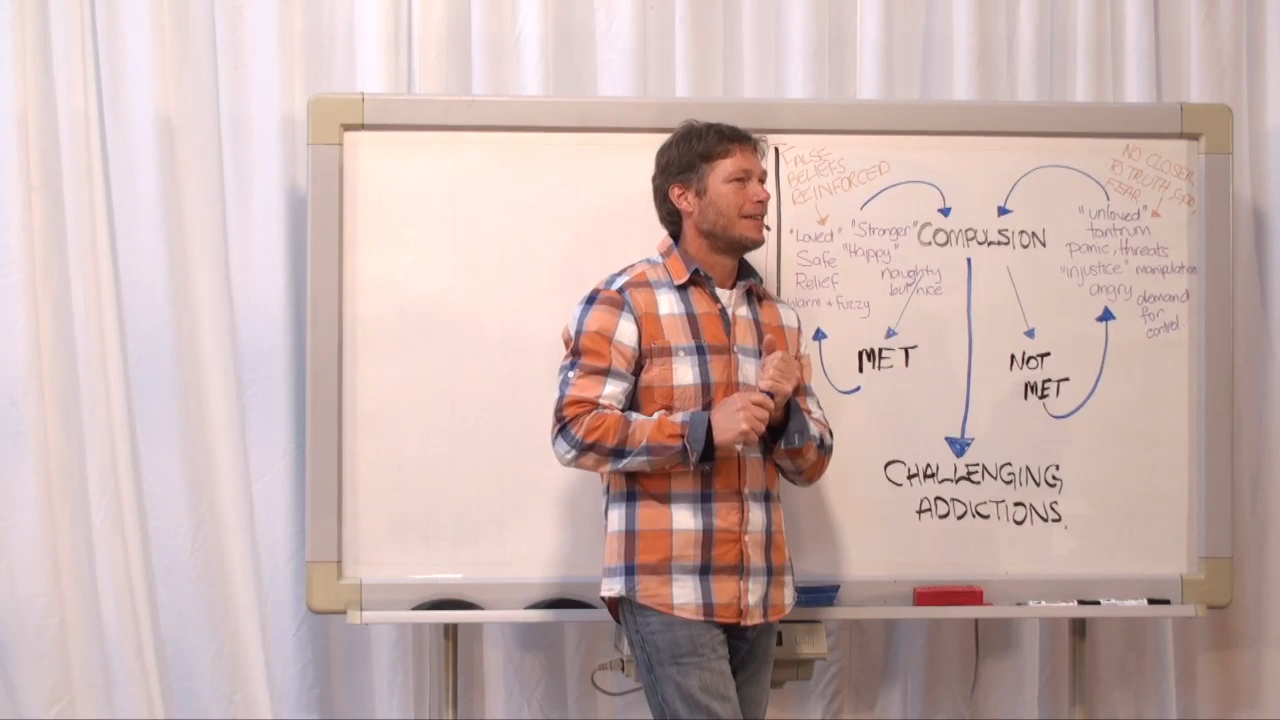 FALSE
BELIEFS
REINFORCED
"Loved"
Safe
Relief
Warm + fuzzy
"Stronger"
"Happy"
naughty
but nice
COMPULSION
NO CLOSER
TO TRUTH, GOD,
FEAR
"unloved"
tantrum
panic, threats
"injustice" manipulation
angry
demand
for
control.
MET
NOT
MET
CHALLENGING
ADDICTIONS.